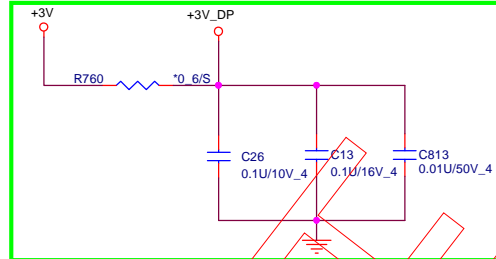 +3V
+3V_DP
R760
*0_6/S
C26
0.1U/10V_4
C13
0.1U/16V_4
C813
0.01U/50V_4